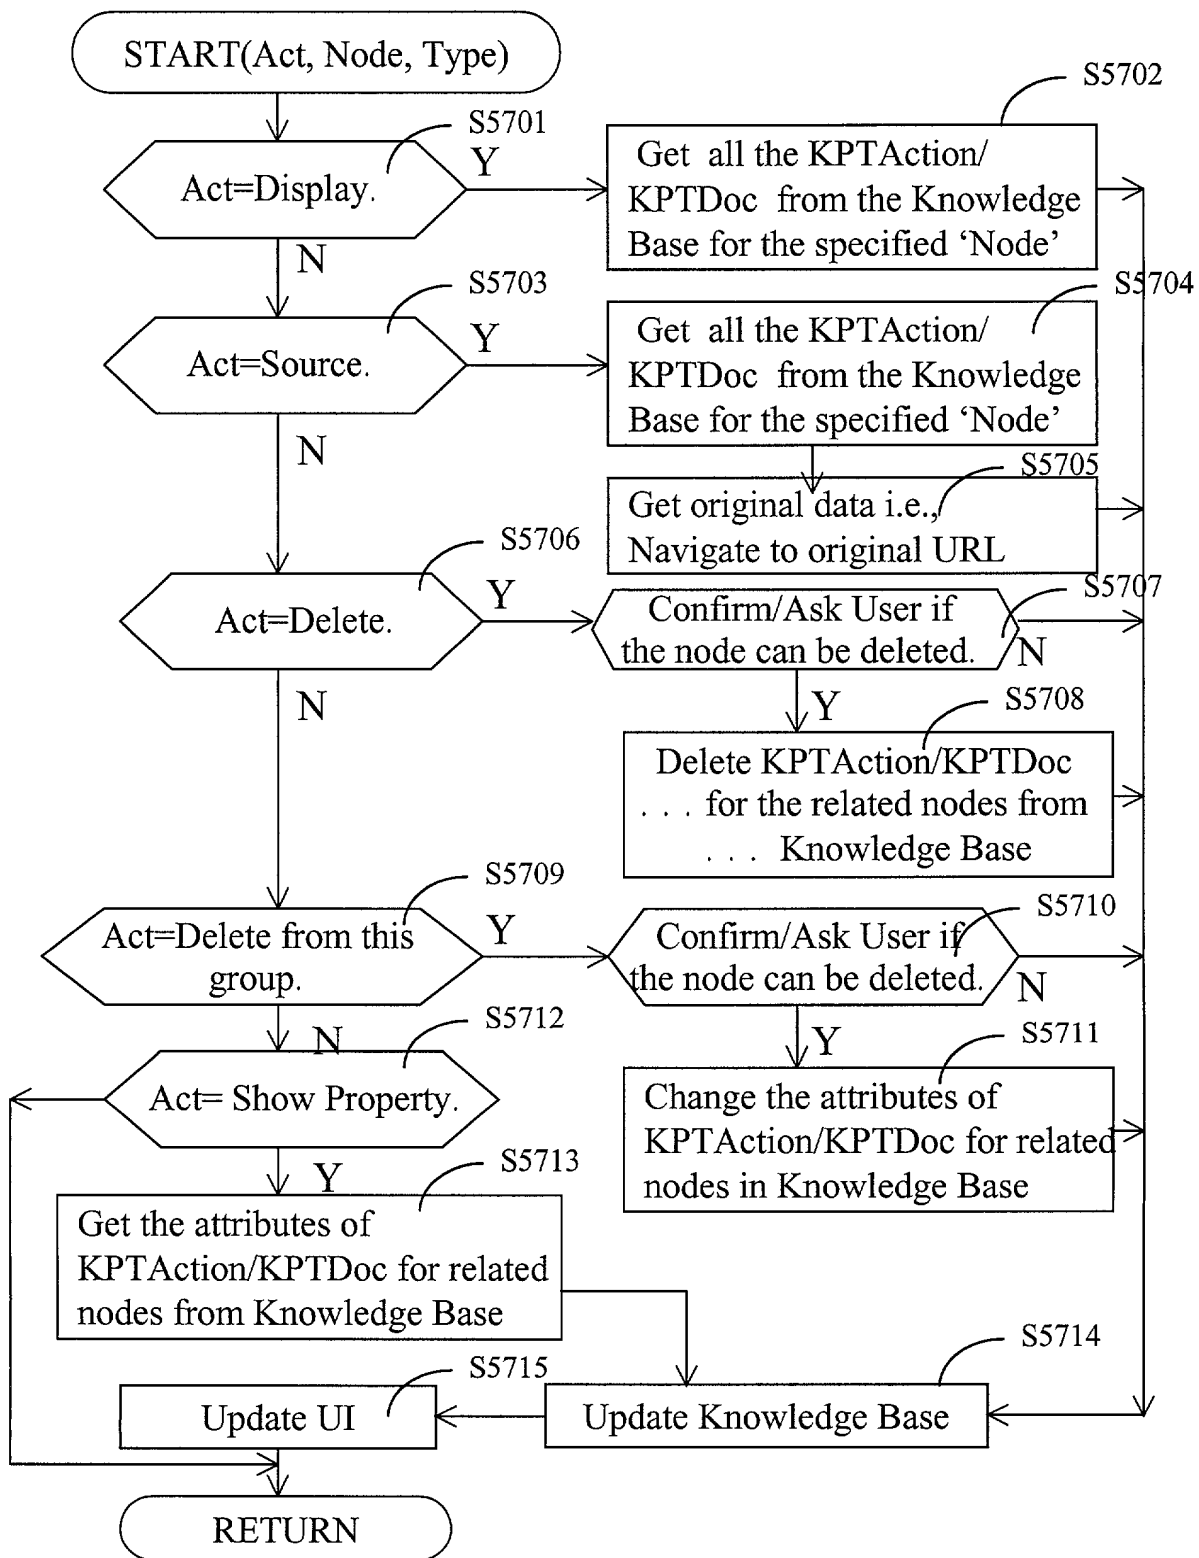 START(Act, Node, Type)
S5701
S5702
Act=Display.
Y
Get all the KPTAction/
KPTDoc from the Knowledge
Base for the specified ‘Node’
N
S5703
S5704
Act=Source.
Y
Get all the KPTAction/
KPTDoc from the Knowledge
Base for the specified ‘Node’
N
S5705
Get original data i.e.,
Navigate to original URL
S5706
S5707
Act=Delete.
Y
Confirm/Ask User if
the node can be deleted.
N
N
Y
S5708
Delete KPTAction/KPTDoc
. . . for the related nodes from
. . . Knowledge Base
S5709
S5710
Act=Delete from this
group.
Y
Confirm/Ask User if
the node can be deleted.
N
N
S5712
Y
S5711
Act= Show Property.
Change the attributes of
KPTAction/KPTDoc for related
nodes in Knowledge Base
Y
S5713
Get the attributes of
KPTAction/KPTDoc for related
nodes from Knowledge Base
S5714
S5715
Update UI
Update Knowledge Base
RETURN